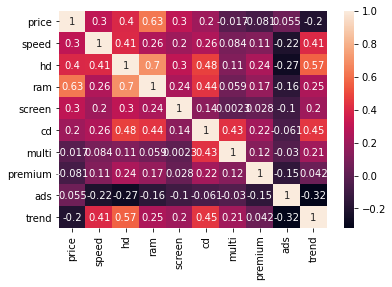 price 1 0.3 0.4 0.63 0.3 0.2 -0.017 -0.081 0.055 -0.2
speed 0.3 1 0.41 0.26 0.2 0.26 0.084 0.11 -0.22 0.41
hd 0.4 0.41 1 0.7 0.3 0.48 0.11 0.24 -0.27 0.57
ram 0.63 0.26 0.7 1 0.24 0.44 0.059 0.17 -0.16 0.25
screen 0.3 0.2 0.3 0.24 1 0.14 0.0023 0.028 -0.1 0.2
cd 0.2 0.26 0.48 0.44 0.14 1 0.43 0.22 -0.061 0.45
multi -0.017 0.084 0.11 0.059 0.0023 0.43 1 0.12 -0.03 0.21
premium -0.081 0.11 0.24 0.17 0.028 0.22 0.12 1 -0.15 0.042
ads 0.055 -0.22 -0.27 -0.16 -0.1 -0.061 -0.03 -0.15 1 -0.32
trend -0.2 0.41 0.57 0.25 0.2 0.45 0.21 0.042 -0.32 1
price speed hd ram screen cd multi premium ads trend
1.0
0.8
0.6
0.4
0.2
0.0
−0.2